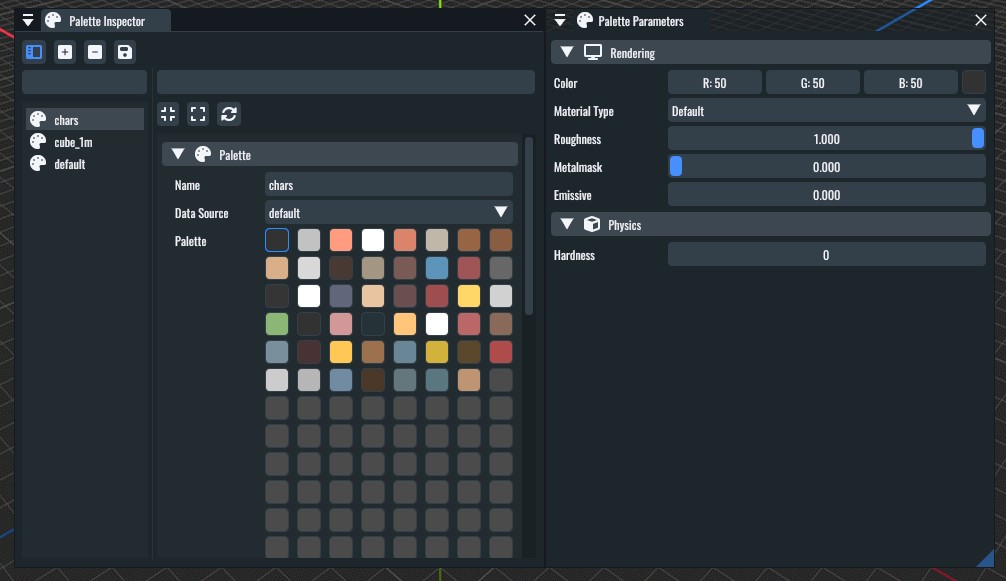 Palette Inspector
chars
cube_1m
default
Palette
Name
chars
Data Source
default
Palette
Palette Parameters
Rendering
Color
R: 50
G: 50
B: 50
Material Type
Default
Roughness
1.000
Metalmask
0.000
Emissive
0.000
Physics
Hardness
0